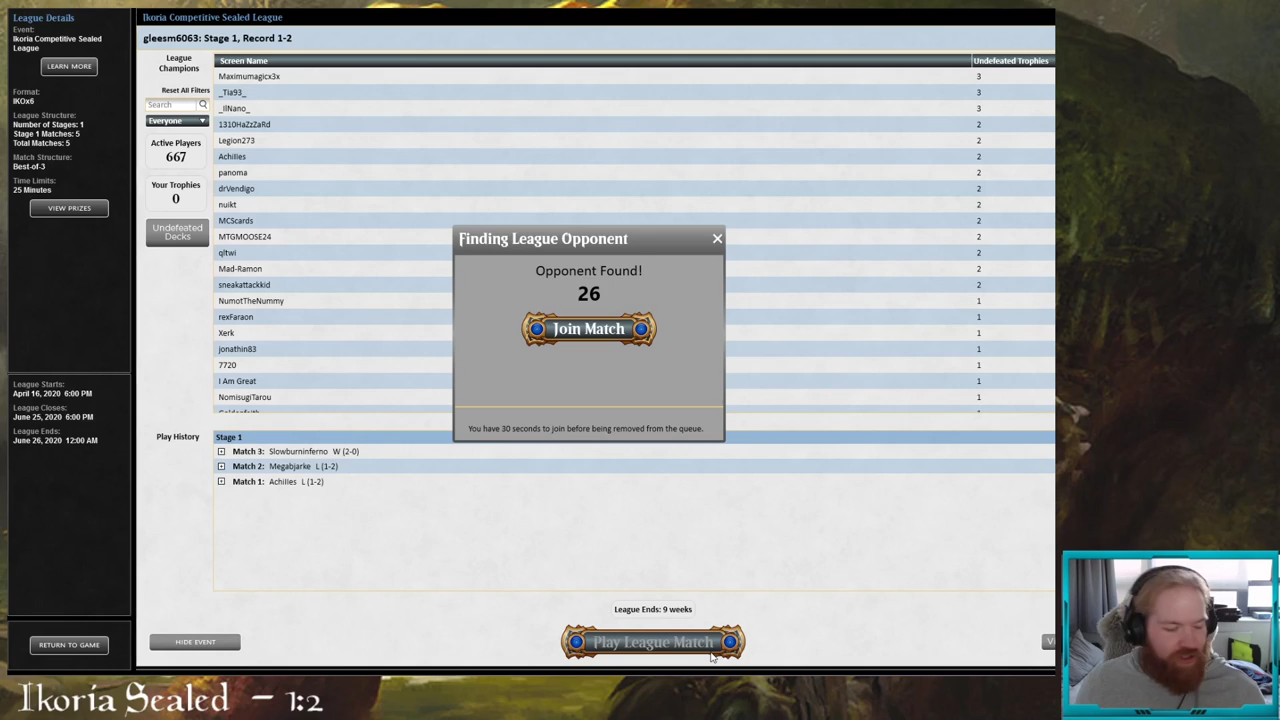 League Details
Event:
Ikoria Competitive Sealed
League
LEARN MORE
Format:
IKOx6
League Structure:
Number of Stages: 1
Stage 1 Matches: 5
Total Matches: 5
Match Structure:
Best-of-3
Time Limits:
25 Minutes
VIEW PRIZES
League Starts:
April 16, 2020 6:00 PM
League Closes:
June 25, 2020 6:00 PM
League Ends:
June 26, 2020 12:00 AM
RETURN TO GAME
Ikoria Competitive Sealed League
gleesm6063: Stage 1, Record 1-2
League
Champions
Reset All Filters
Search
Everyone
Active Players
667
Your Trophies
0
Undefeated
Decks
Screen Name Undefeated Trophies
Maximumagicx3x 3
_Tia93_ 3
_IlNano_ 3
1310HaZzZaRd 2
Legion273 2
Achilles 2
panoma 2
drVendigo 2
nuikt 2
MCScards 2
MTGMOOSE24 2
qltwi 2
Mad-Ramon 2
sneakattackkid 2
NumotTheNummy 1
rexFaraon 1
Xerk 1
jonathin83 1
7720 1
I Am Great 1
NomisugiTarou 1
Finding League Opponent
Opponent Found!
26
Join Match
You have 30 seconds to join before being removed from the queue.
Play History
Stage 1
Match 3: Slowburninferno W (2-0)
Match 2: Megabjarke L (1-2)
Match 1: Achilles L (1-2)
League Ends: 9 weeks
HIDE EVENT
Play League Match
Ikoria Sealed - 1:2